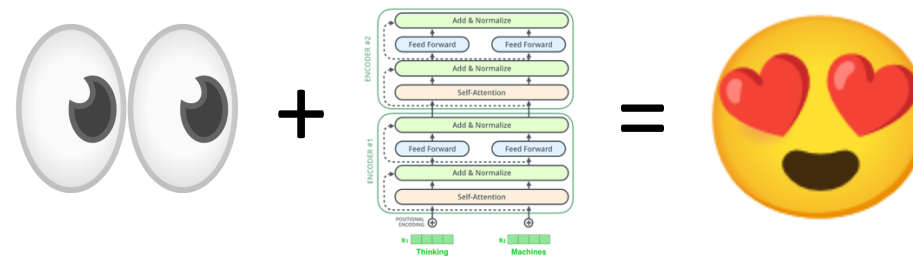 +
=
ENCODER #2
Add & Normalize
Feed Forward Feed Forward
Add & Normalize
Self-Attention
ENCODER #1
Add & Normalize
Feed Forward Feed Forward
Add & Normalize
Self-Attention
POSITIONAL
ENCODING
x₁ x₂
Thinking Machines